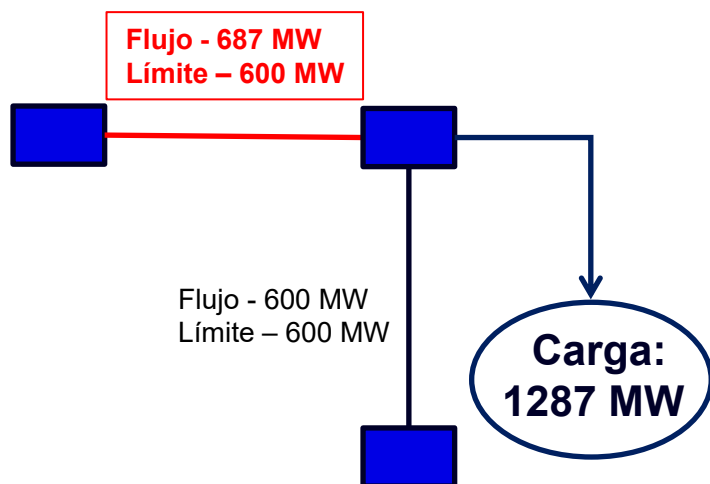 Flujo - 687 MW
Límite – 600 MW
Flujo - 600 MW
Límite – 600 MW
Carga:
1287 MW